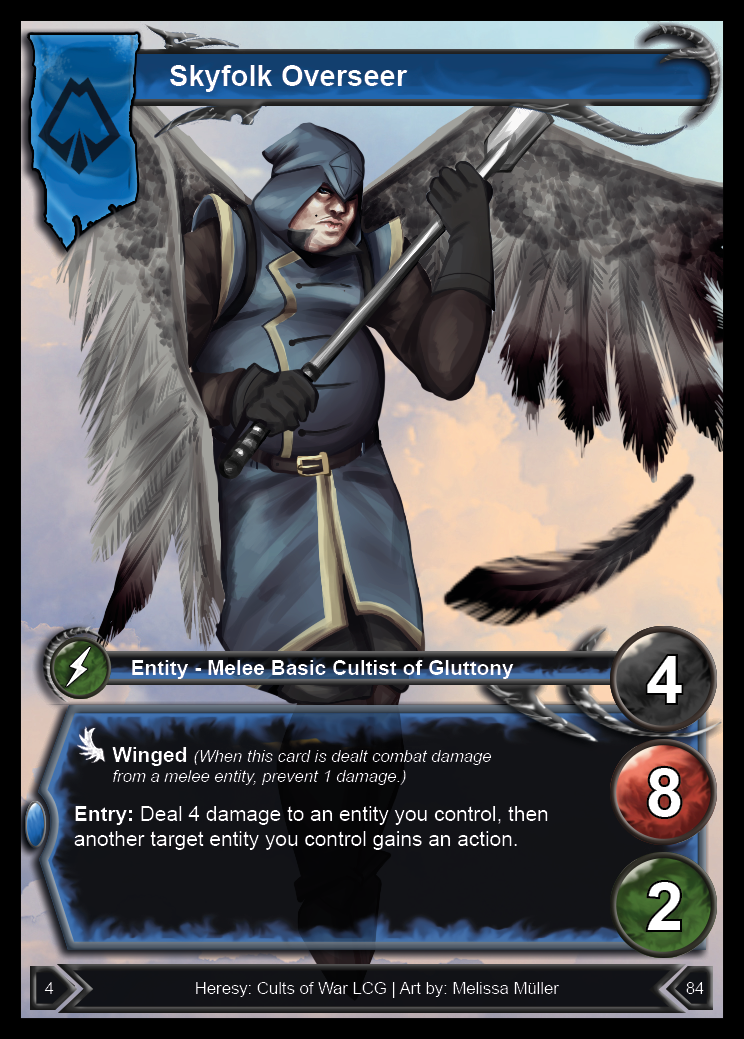 Skyfolk Overseer
Entity - Melee Basic Cultist of Gluttony
4
Winged (When this card is dealt combat damage
from a melee entity, prevent 1 damage.)
8
Entry: Deal 4 damage to an entity you control, then
another target entity you control gains an action.
2
4
Heresy: Cults of War LCG | Art by: Melissa Müller
84